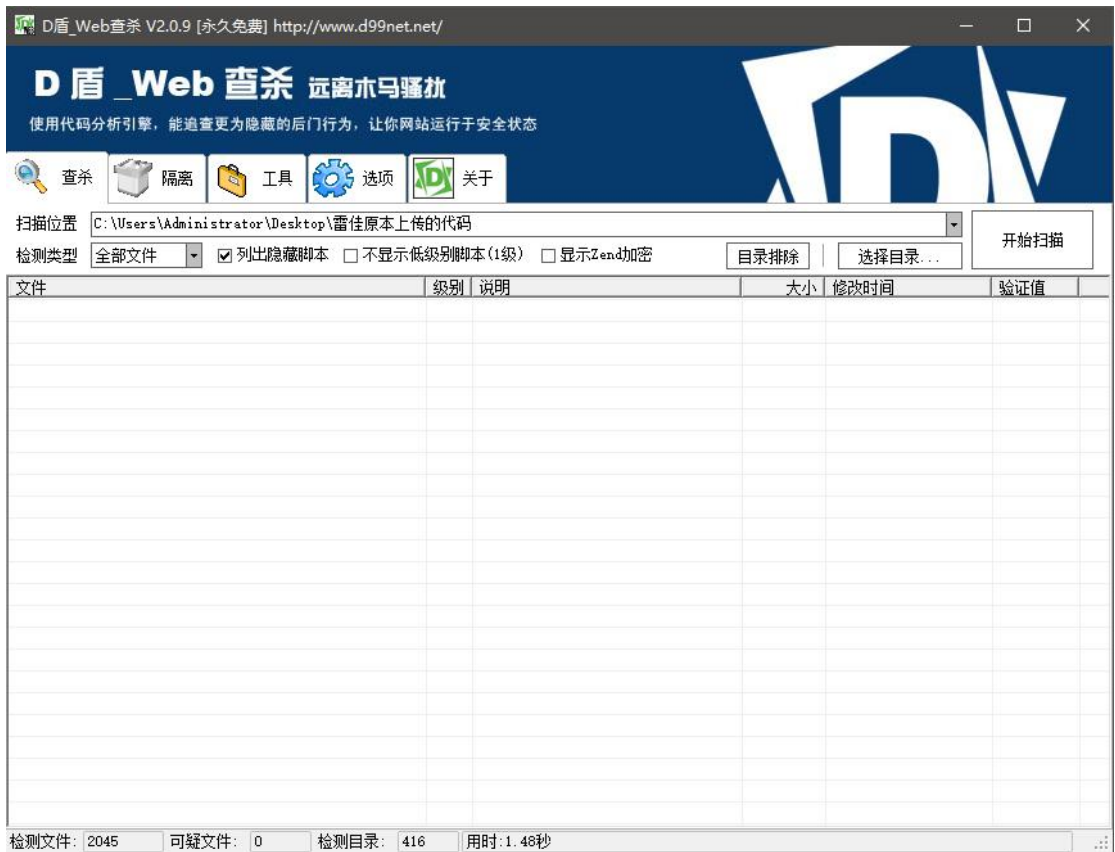 D盾_Web查杀 V2.0.9 [永久免费] http://www.d99net.net/
D盾_Web查杀 远离木马骚扰
使用代码分析引擎，能追查更为隐藏的后门行为，让你网站运行于安全状态
查杀 隔离 工具 选项 关于
扫描位置 C:\Users\Administrator\Desktop\雷佳原本上传的代码
开始扫描
检测类型 全部文件 列出隐藏脚本 不显示低级别脚本(1级) 显示Zend加密 目录排除 选择目录...
文件 级别 说明 大小 修改时间 验证值
检测文件: 2045 可疑文件: 0 检测目录: 416 用时:1.48秒